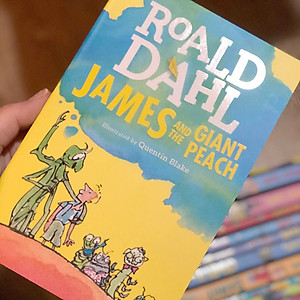 ROALD
DAHL
JAMES
AND THE
GIANT
PEACH
Illustrated by Quentin Blake